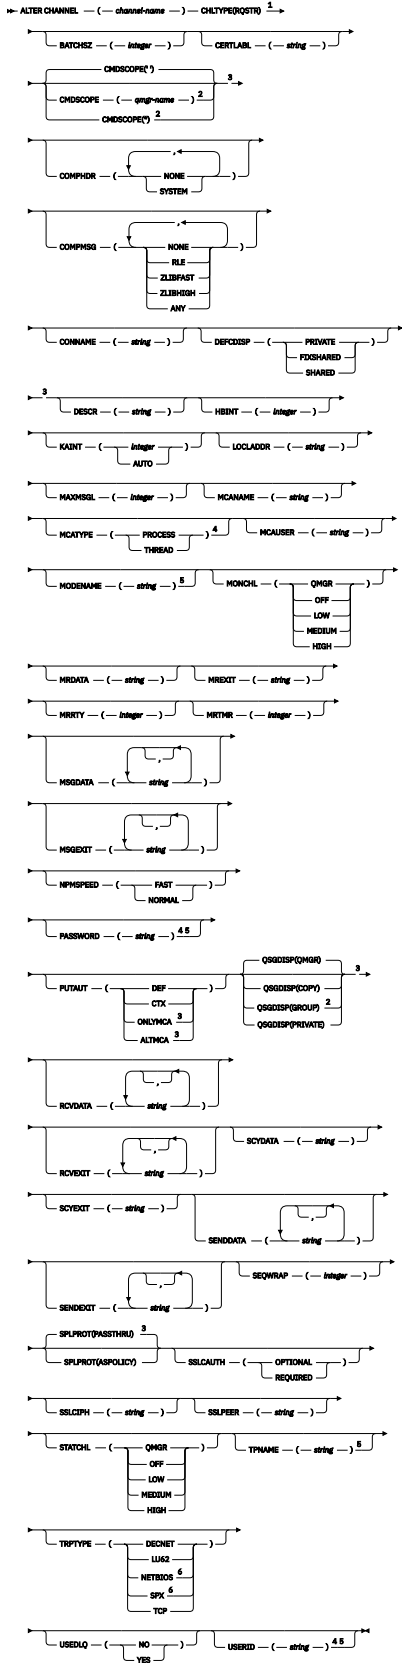 ALTER CHANNEL ( channel-name ) CHLTYPE(RQSTR) 1
BATCHSZ ( integer ) CERTLABL ( string )
CMDSCOPE(' ')
CMDSCOPE ( qmgr-name ) 2 3
CMDSCOPE(*) 2
,
COMPHDR ( NONE )
SYSTEM
,
COMPMSG ( NONE )
RLE
ZLIBFAST
ZLIBHIGH
ANY
CONNAME ( string ) DEFCDISP ( PRIVATE )
FIXSHARED
SHARED
3
DESCR ( string ) HBINT ( integer )
KAINT ( integer ) LOCLADDR ( string )
AUTO
MAXMSGL ( integer ) MCANAME ( string )
MCATYPE ( PROCESS ) 4 MCAUSER ( string )
THREAD
MODENAME ( string ) 5 MONCHL ( QMGR )
OFF
LOW
MEDIUM
HIGH
MRDATA ( string ) MREXIT ( string )
MRRTY ( integer ) MRTMR ( integer )
,
MSGDATA ( string )
,
MSGEXIT ( string )
NPMSPEED ( FAST )
NORMAL
PASSWORD ( string ) 4 5
QSGDISP(QMGR) 3
PUTAUT ( DEF ) QSGDISP(COPY)
CTX QSGDISP(GROUP) 2
ONLYMCA 3 QSGDISP(PRIVATE)
ALTMCA 3
,
RCVDATA ( string )
,
RCVEXIT ( string ) SCYDATA ( string )
SCYEXIT ( string )
,
SENDDATA ( string )
,
SENDEXIT ( string ) SEQWRAP ( integer )
SPLPROT(PASSTHRU) 3
SPLPROT(ASPOLICY) SSLCAUTH ( OPTIONAL )
REQUIRED
SSLCIPH ( string ) SSLPEER ( string )
STATCHL ( QMGR ) TPNAME ( string ) 5
OFF
LOW
MEDIUM
HIGH
TRPTYPE ( DECNET )
LU62
NETBIOS 6
SPX 6
TCP
USEDLQ ( NO ) USERID ( string ) 4 5
YES